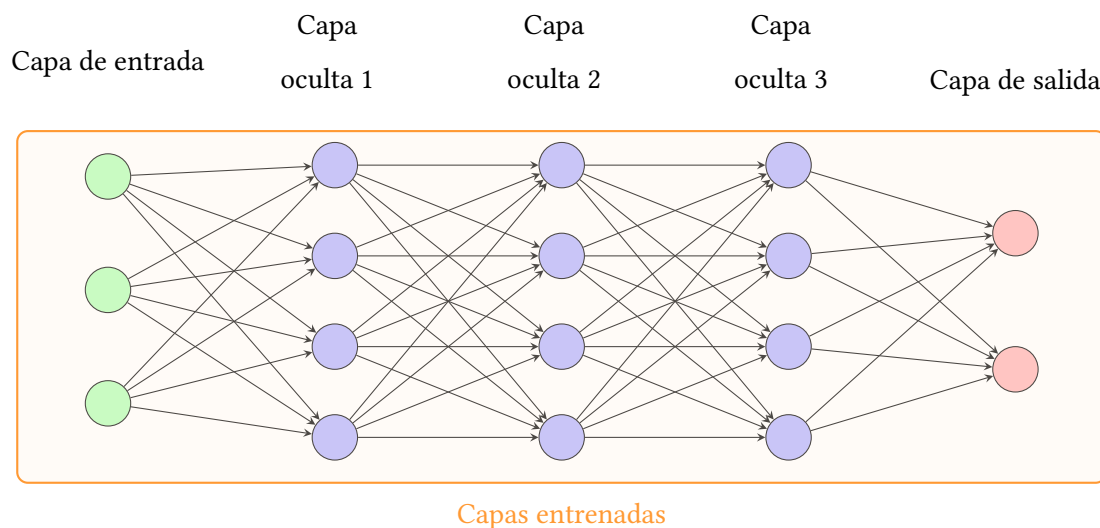 Capa de entrada
Capa
oculta 1
Capa
oculta 2
Capa
oculta 3
Capa de salida
Capas entrenadas